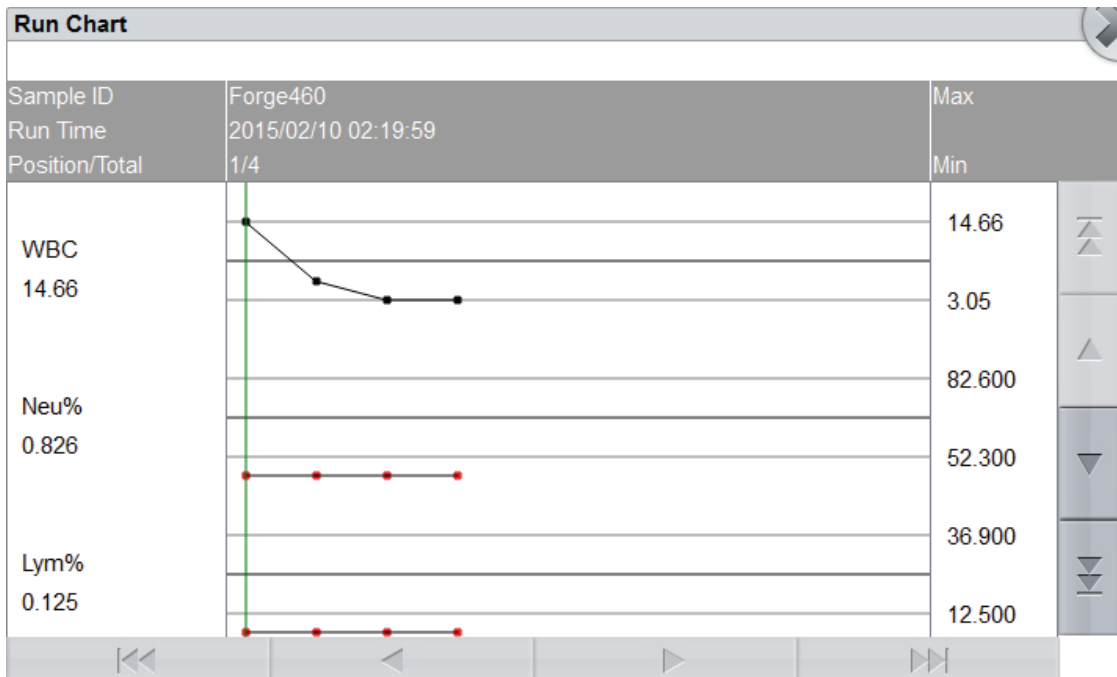 Run Chart
Sample ID Forge460 Max
Run Time 2015/02/10 02:19:59
Position/Total 1/4 Min
14.66
WBC
14.66
3.05
82.600
Neu%
0.826
52.300
36.900
Lym%
0.125
12.500